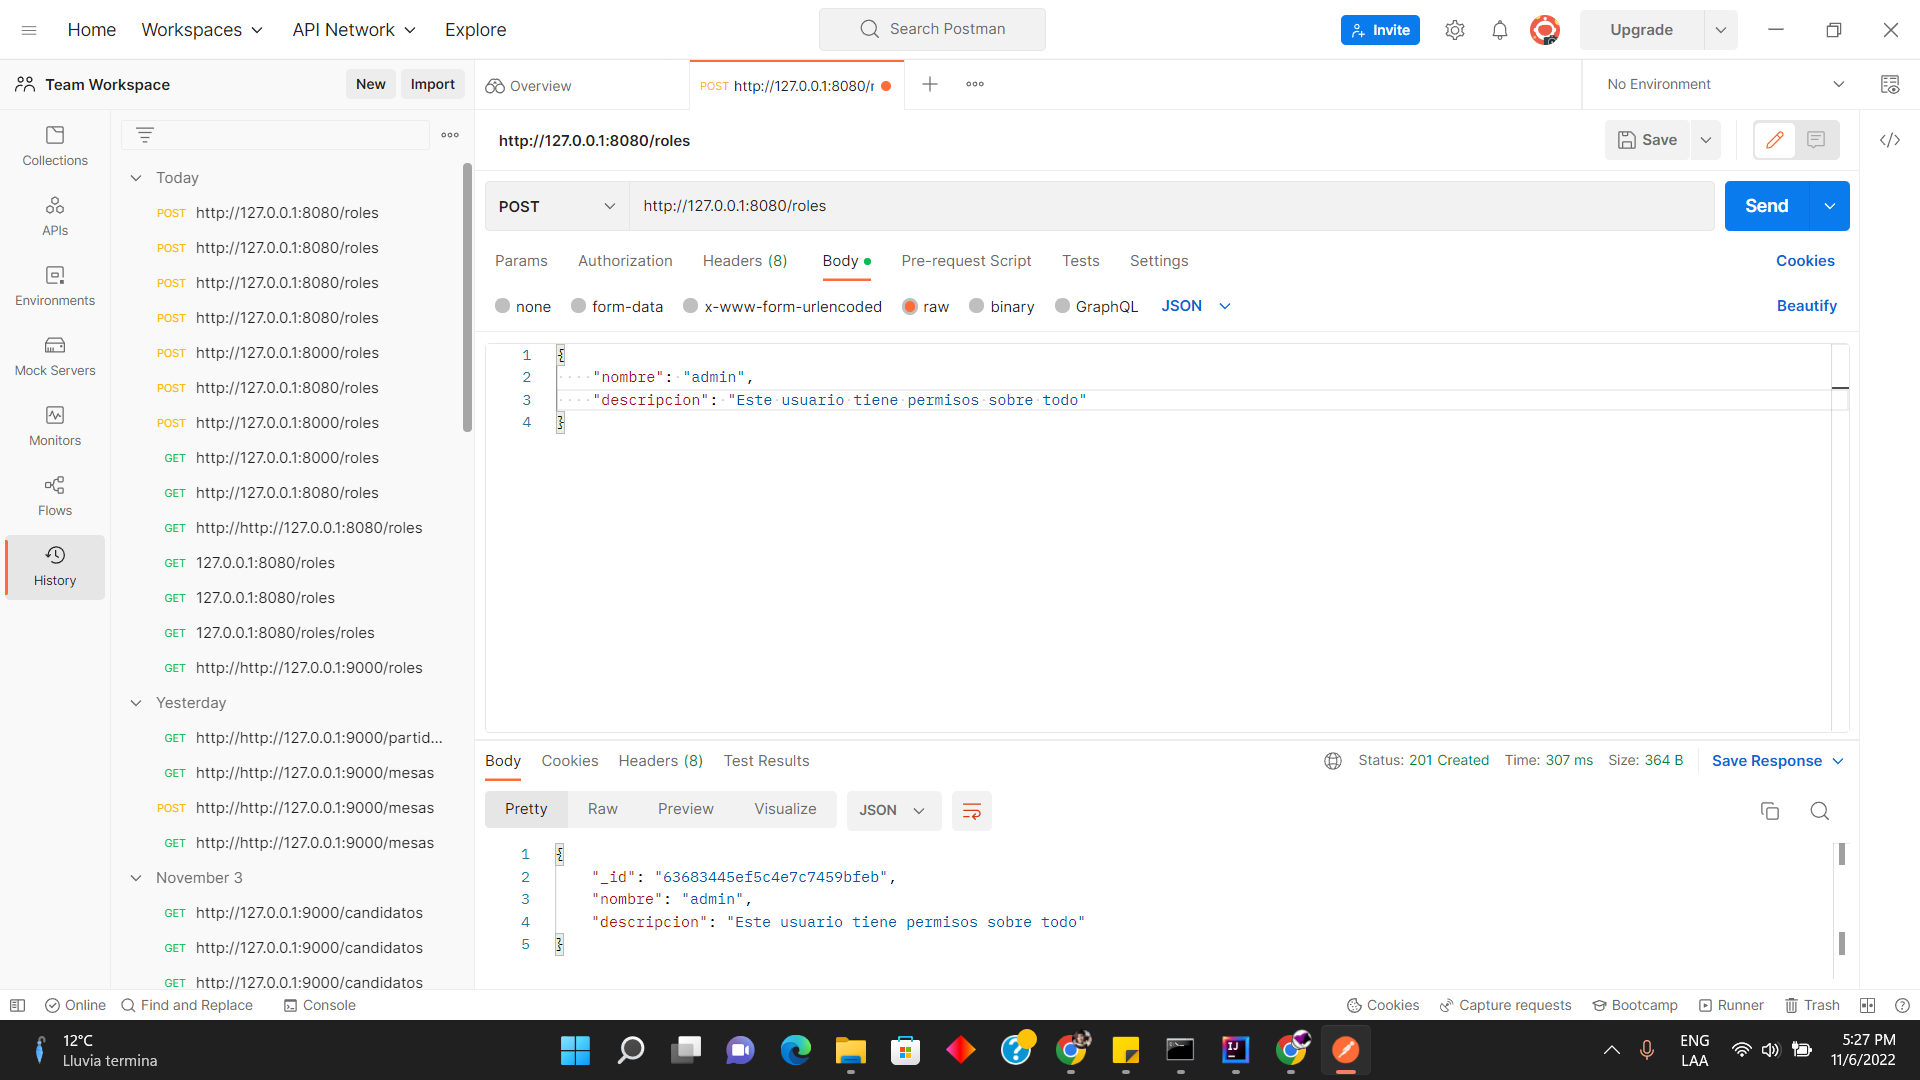 Home
Workspaces
API Network
Explore
Search Postman
Invite
Upgrade
Team Workspace
New
Import
Overview
POST http://127.0.0.1:8080/r
No Environment
Collections
APIs
Environments
Mock Servers
Monitors
Flows
History
Today
POST http://127.0.0.1:8080/roles
POST http://127.0.0.1:8080/roles
POST http://127.0.0.1:8080/roles
POST http://127.0.0.1:8080/roles
POST http://127.0.0.1:8000/roles
POST http://127.0.0.1:8080/roles
POST http://127.0.0.1:8000/roles
GET http://127.0.0.1:8000/roles
GET http://127.0.0.1:8080/roles
GET http://http://127.0.0.1:8080/roles
GET 127.0.0.1:8080/roles
GET 127.0.0.1:8080/roles
GET 127.0.0.1:8080/roles/roles
GET http://http://127.0.0.1:9000/roles
Yesterday
GET http://http://127.0.0.1:9000/partid...
GET http://http://127.0.0.1:9000/mesas
POST http://http://127.0.0.1:9000/mesas
GET http://http://127.0.0.1:9000/mesas
November 3
GET http://127.0.0.1:9000/candidatos
GET http://127.0.0.1:9000/candidatos
GET http://127.0.0.1:9000/candidatos
http://127.0.0.1:8080/roles
Save
POST
http://127.0.0.1:8080/roles
Send
Params
Authorization
Headers (8)
Body
Pre-request Script
Tests
Settings
Cookies
none
form-data
x-www-form-urlencoded
raw
binary
GraphQL
JSON
Beautify
1 {
2 "nombre": "admin",
3 "descripcion": "Este usuario tiene permisos sobre todo"
4 }
Body
Cookies
Headers (8)
Test Results
Status: 201 Created
Time: 307 ms
Size: 364 B
Save Response
Pretty
Raw
Preview
Visualize
JSON
1 {
2 "_id": "63683445ef5c4e7c7459bfeb",
3 "nombre": "admin",
4 "descripcion": "Este usuario tiene permisos sobre todo"
5 }
Online
Find and Replace
Console
Cookies
Capture requests
Bootcamp
Runner
Trash
12°C
Lluvia termina
IJ
ENG
LAA
5:27 PM
11/6/2022